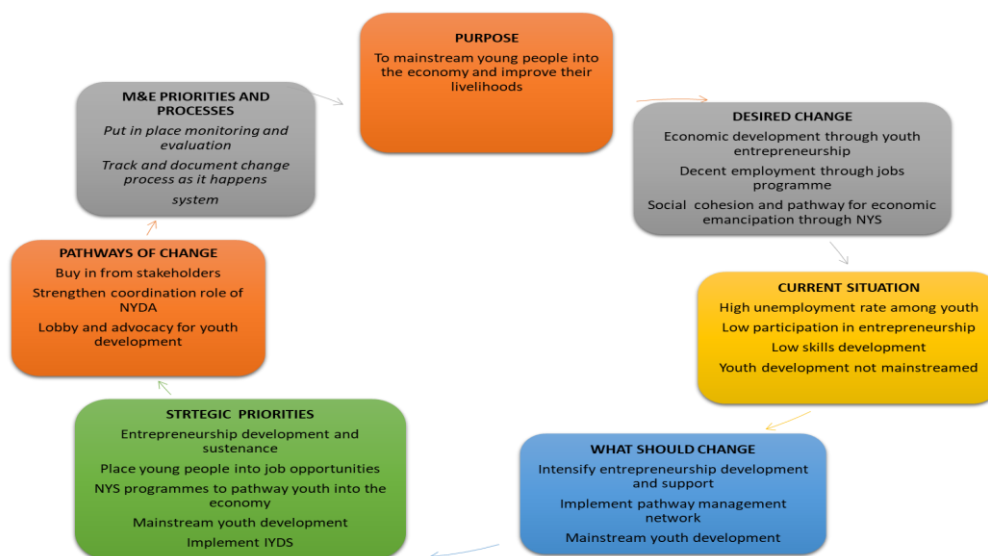 PURPOSE
To mainstream young people into
the economy and improve their
livelihoods
DESIRED CHANGE
Economic development through youth
entrepreneurship
Decent employment through jobs
programme
Social cohesion and pathway for economic
emancipation through NYS
CURRENT SITUATION
High unemployment rate among youth
Low participation in entrepreneurship
Low skills development
Youth development not mainstreamed
WHAT SHOULD CHANGE
Intensify entrepreneurship development
and support
Implement pathway management
network
Mainstream youth development
STRTEGIC PRIORITIES
Entrepreneurship development and
sustenance
Place young people into job opportunities
NYS programmes to pathway youth into the
economy
Mainstream youth development
Implement IYDS
PATHWAYS OF CHANGE
Buy in from stakeholders
Strengthen coordination role of
NYDA
Lobby and advocacy for youth
development
M&E PRIORITIES AND
PROCESSES
Put in place monitoring and
evaluation
Track and document change
process as it happens
system